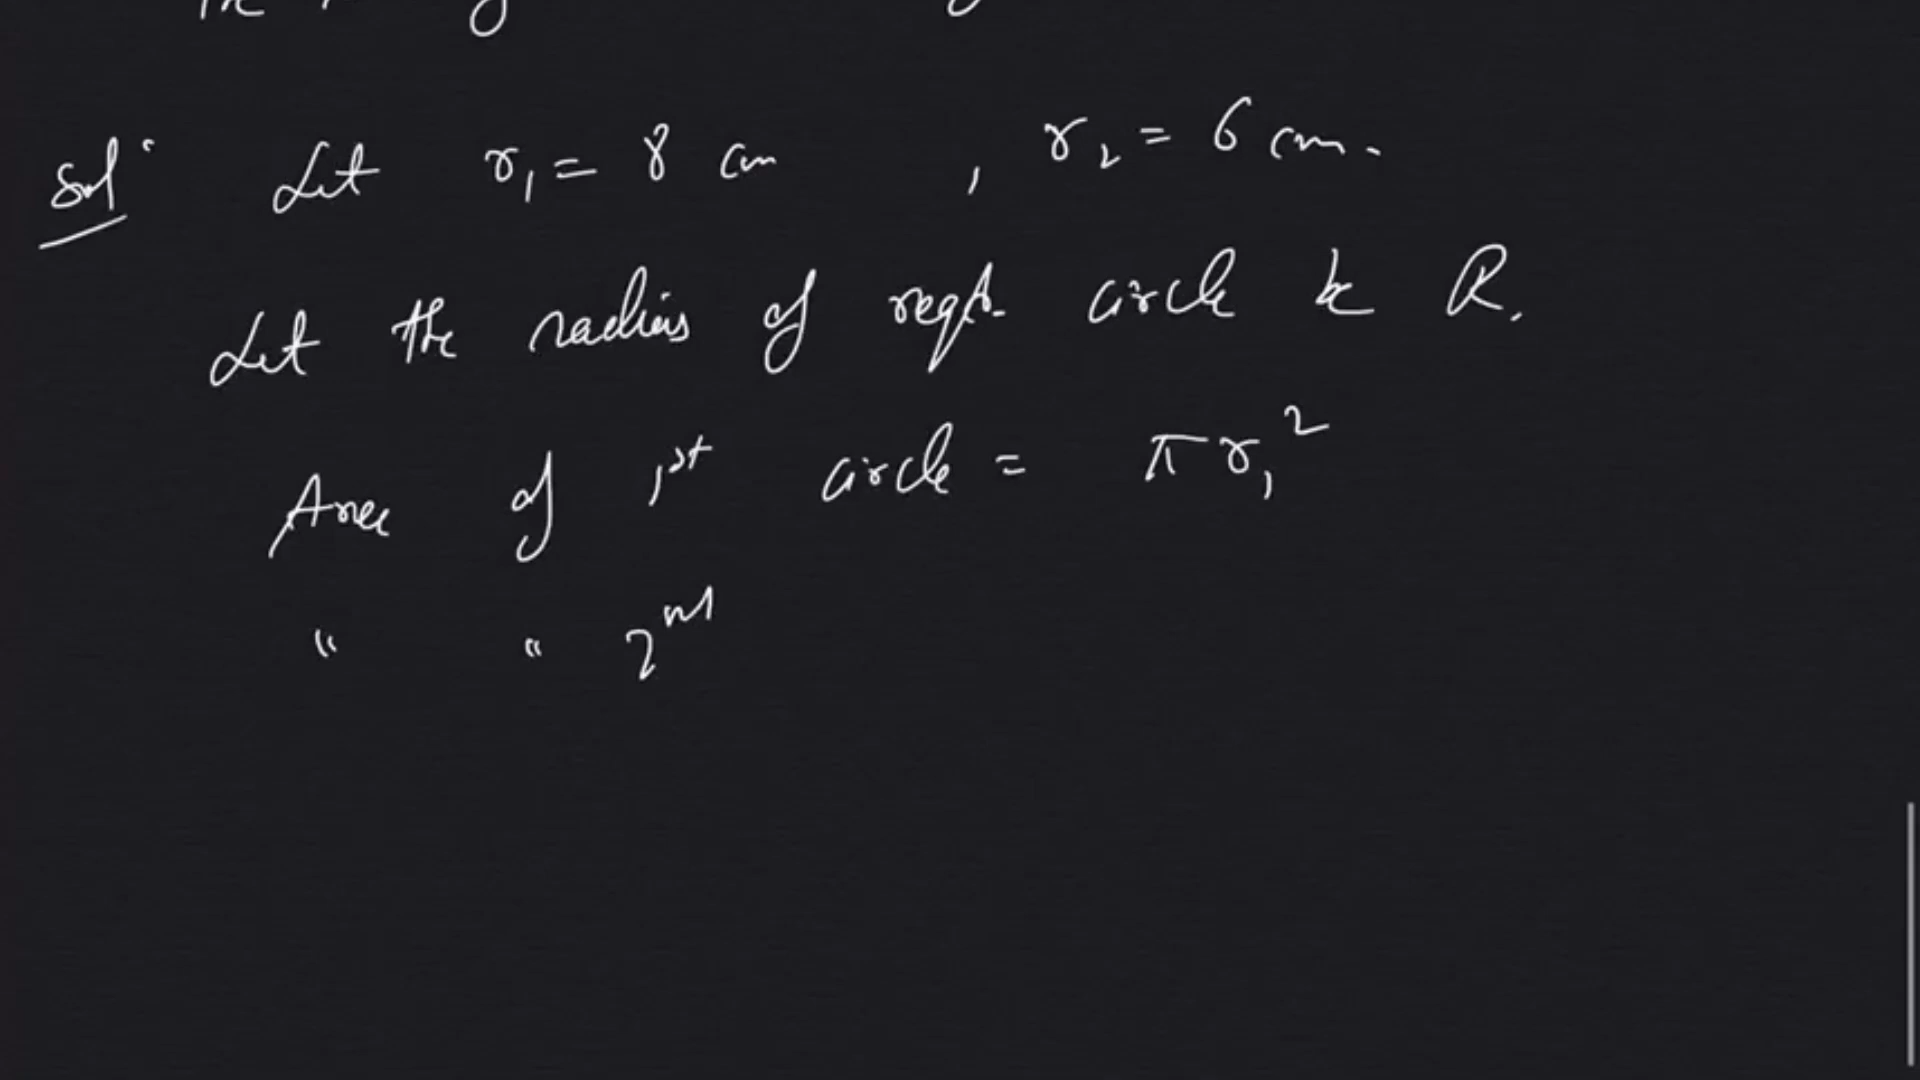 the
Sol. Let r₁ = 8 cm , r₂ = 6 cm.
Let the radius of reqd. circle be R.
Area of 1st circle = πr₁²
" " 2nd